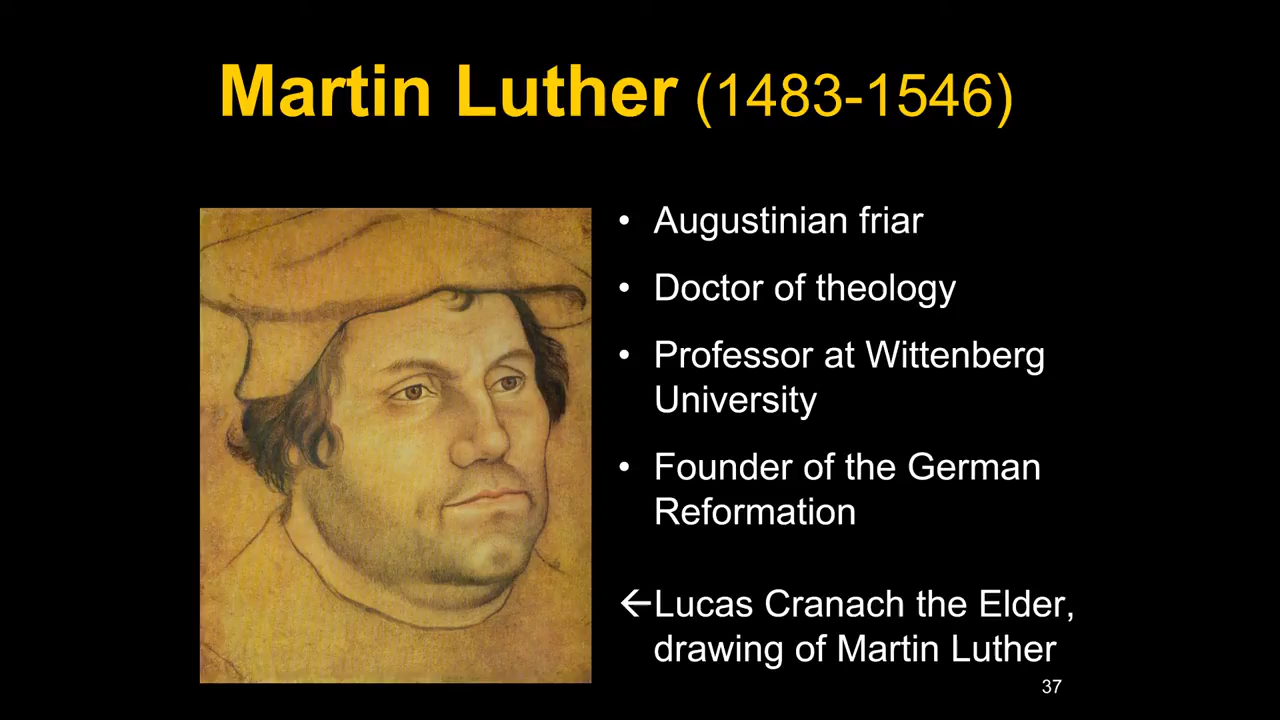 Martin Luther (1483-1546)
• Augustinian friar
• Doctor of theology
• Professor at Wittenberg
University
• Founder of the German
Reformation
←Lucas Cranach the Elder,
drawing of Martin Luther
37